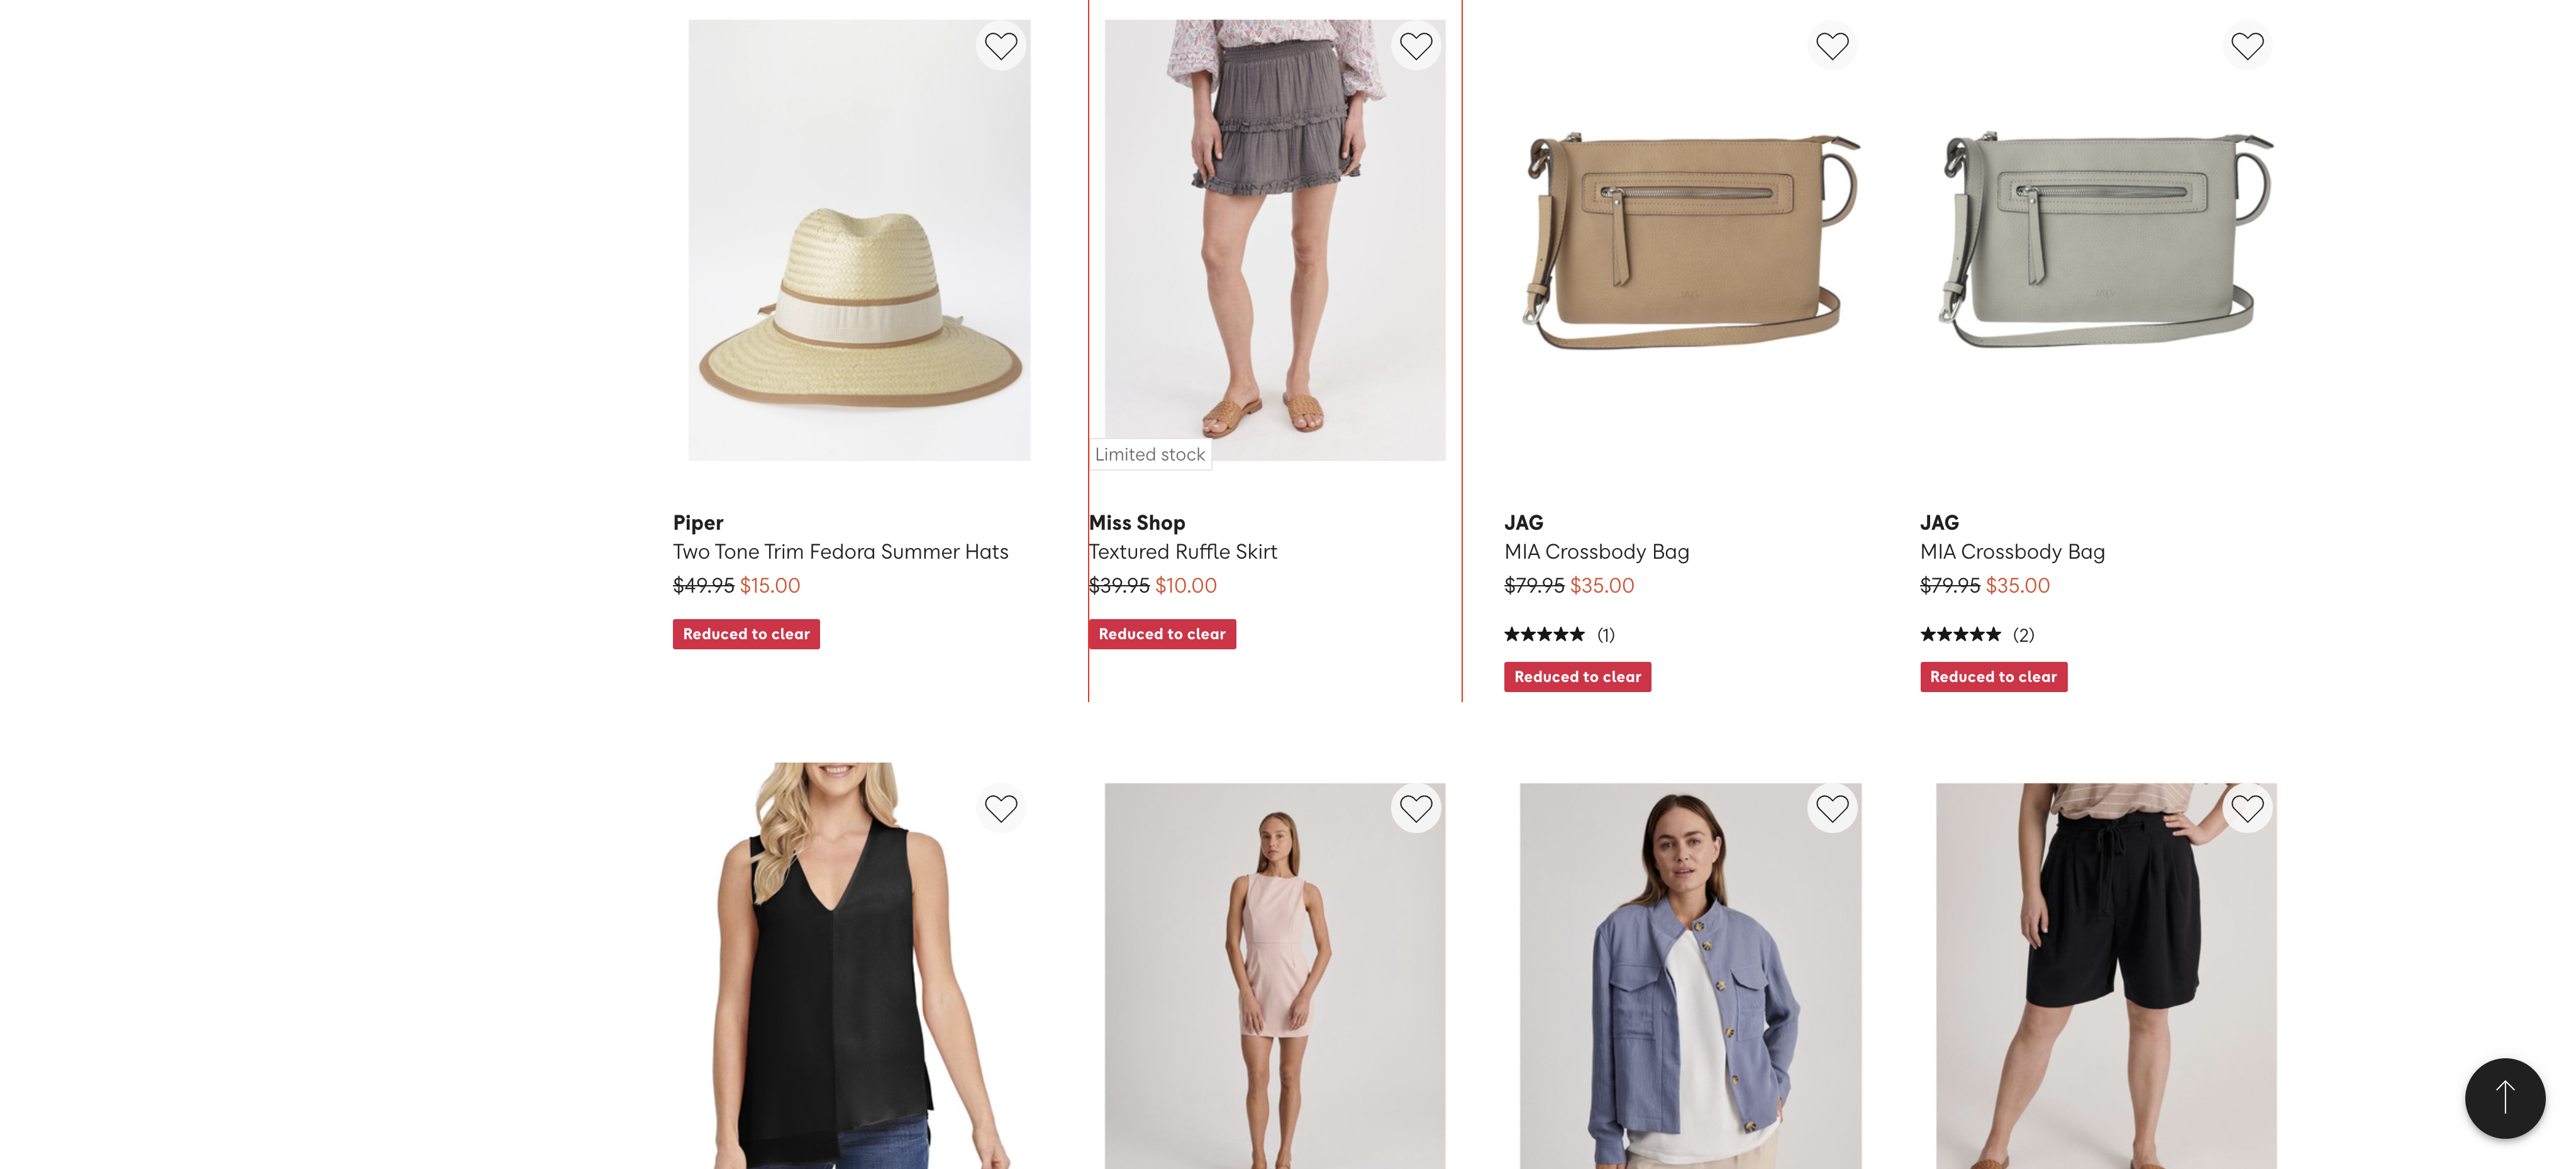 Limited stock
Piper
Two Tone Trim Fedora Summer Hats
$49.95 $15.00
Reduced to clear
Miss Shop
Textured Ruffle Skirt
$39.95 $10.00
Reduced to clear
JAG
MIA Crossbody Bag
$79.95 $35.00
(1)
Reduced to clear
JAG
MIA Crossbody Bag
$79.95 $35.00
(2)
Reduced to clear